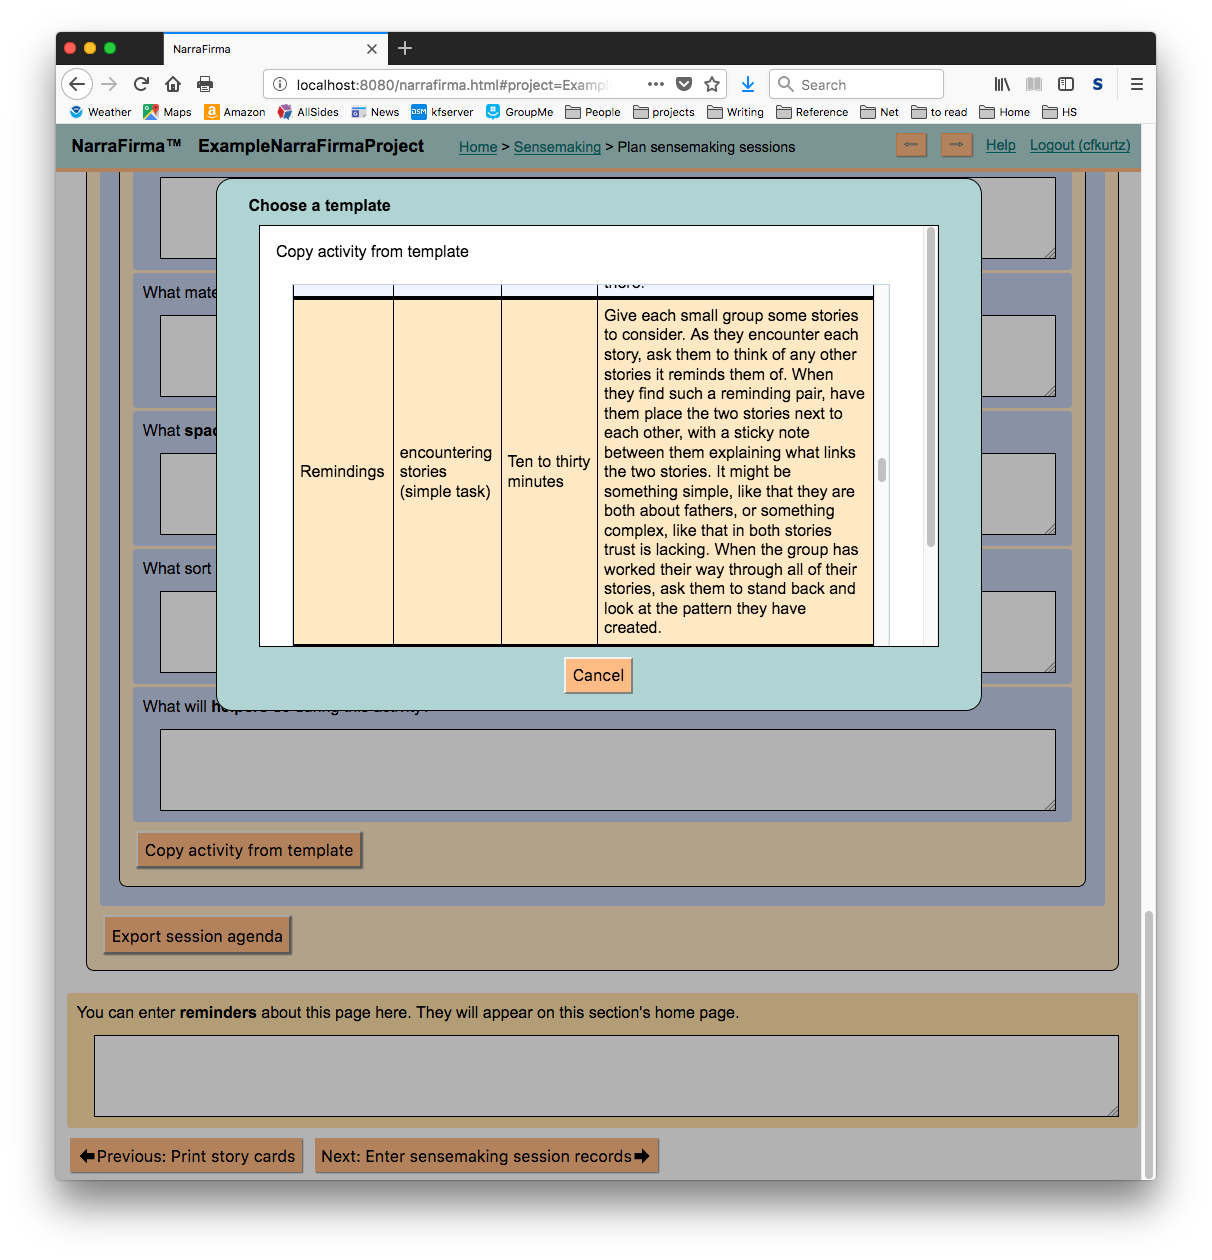 NarraFirma
localhost:8080/narrafirma.html#project=Exampl
Search
S
Weather
Maps
a Amazon
AllSides
News
DSM kfserver
GroupMe
People
projects
Writing
Reference
Net
to read
Home
HS
NarraFirma™ ExampleNarraFirmaProject
Home > Sensemaking > Plan sensemaking sessions
Help
Logout (cfkurtz)
Choose a template
Copy activity from template
there.
Remindings
encountering
stories
(simple task)
Ten to thirty
minutes
Give each small group some stories
to consider. As they encounter each
story, ask them to think of any other
stories it reminds them of. When
they find such a reminding pair, have
them place the two stories next to
each other, with a sticky note
between them explaining what links
the two stories. It might be
something simple, like that they are
both about fathers, or something
complex, like that in both stories
trust is lacking. When the group has
worked their way through all of their
stories, ask them to stand back and
look at the pattern they have
created.
Cancel
What mate
What spac
What sort
What will helpers do during this activity?
Copy activity from template
Export session agenda
You can enter reminders about this page here. They will appear on this section's home page.
Previous: Print story cards
Next: Enter sensemaking session records